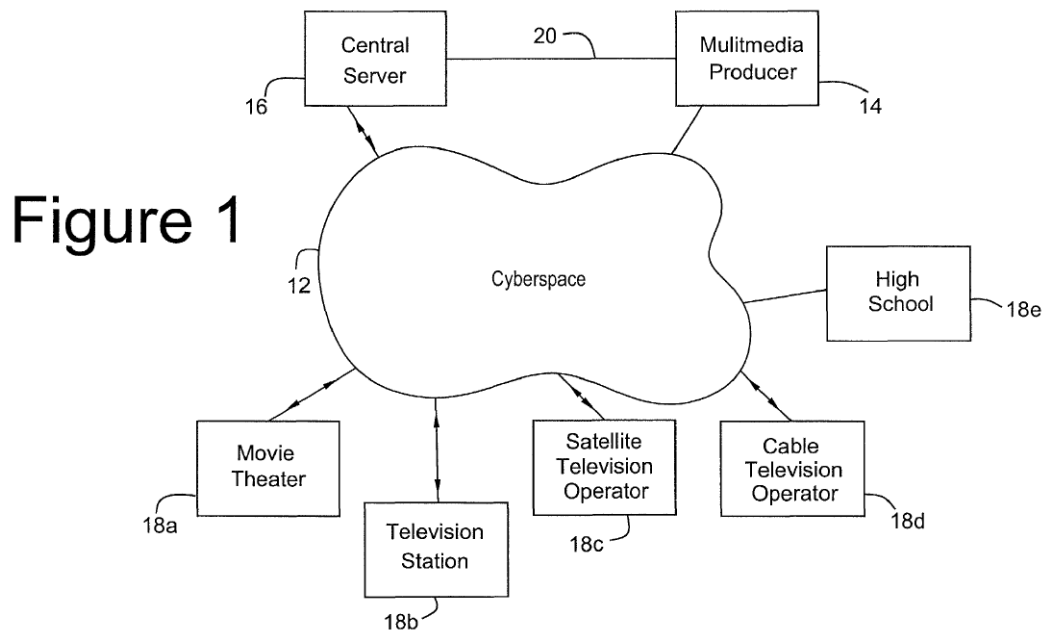 Central
Server
20
Mulitmedia
Producer
16
14
Figure 1
12
Cyberspace
High
School
18e
Movie
Theater
18a
Television
Station
18b
Satellite
Television
Operator
18c
Cable
Television
Operator
18d